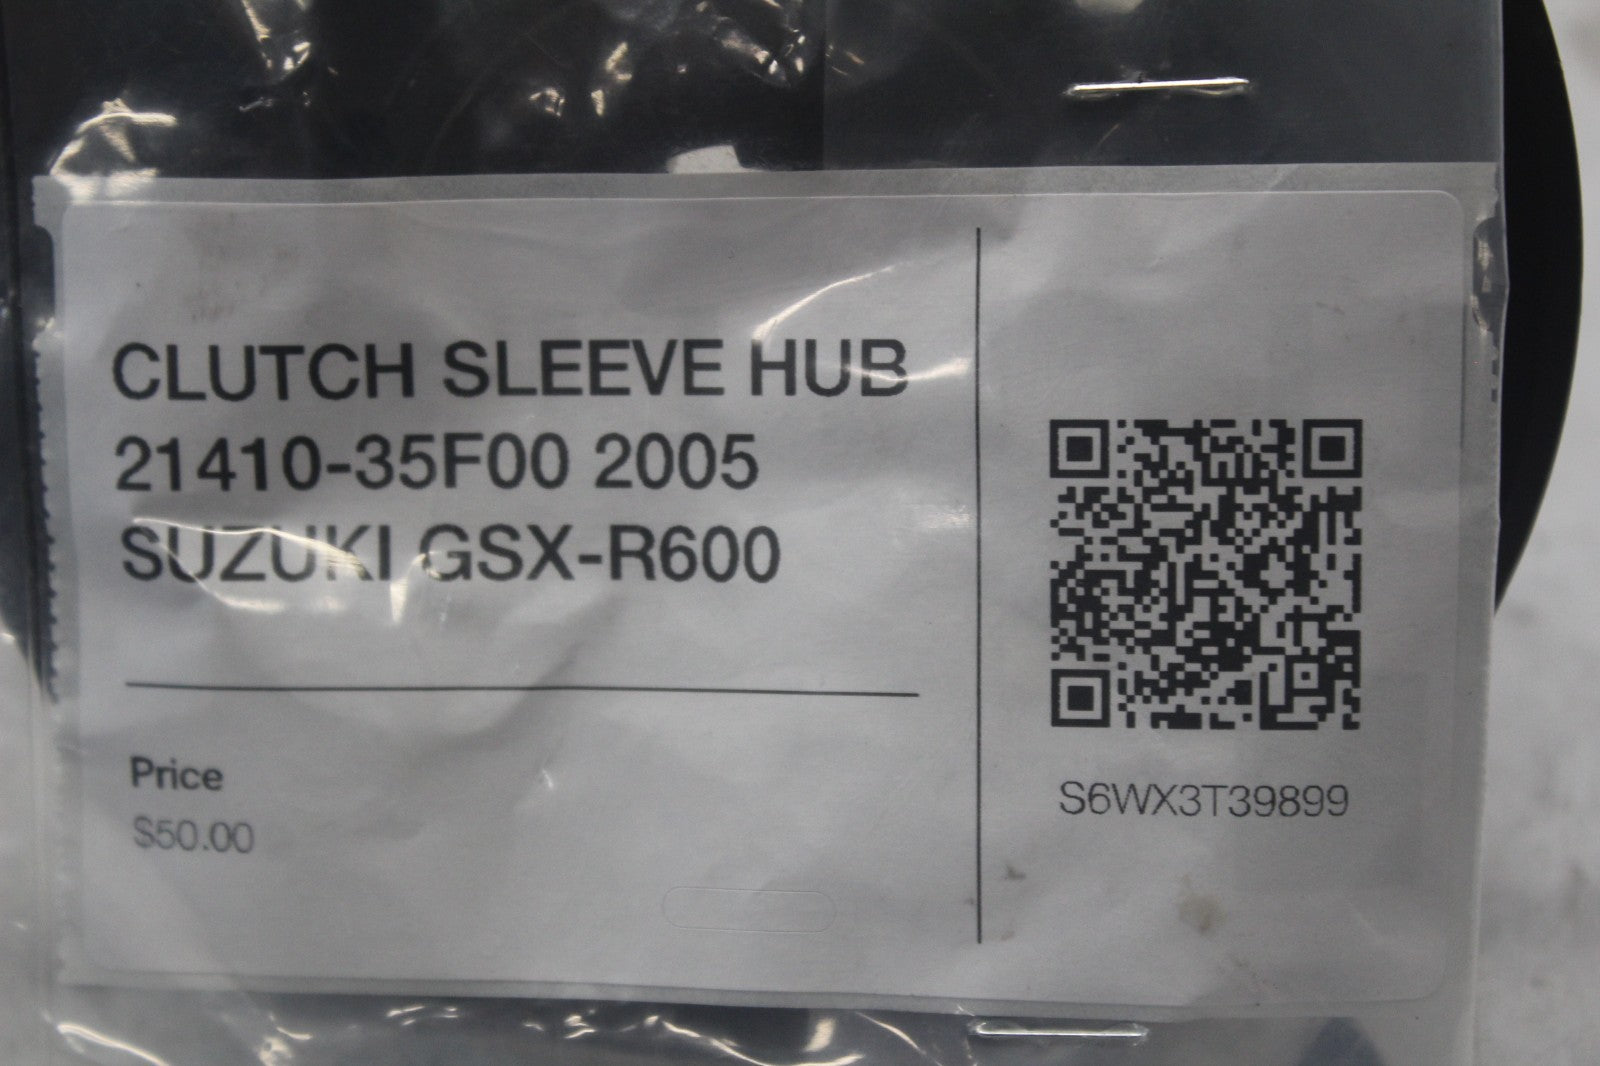 CLUTCH SLEEVE HUB
21410-35F00 2005
SUZUKI GSX-R600
Price
$50.00
S6WX3T39899